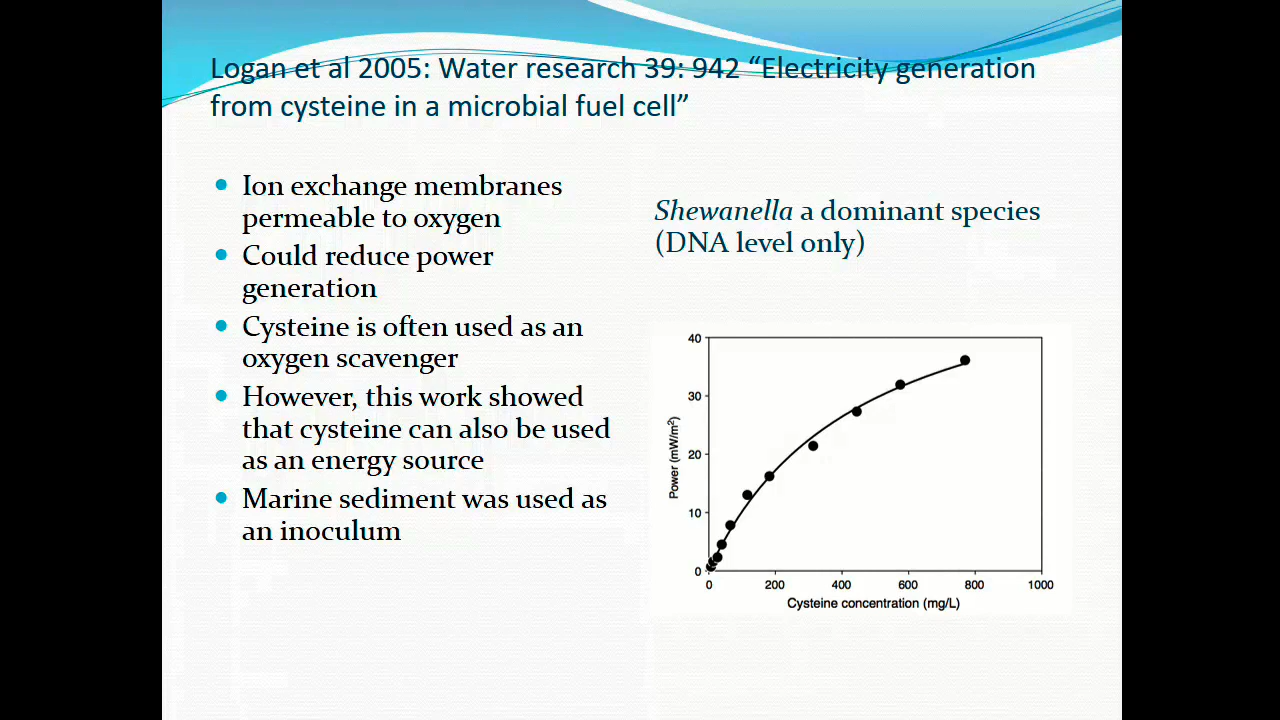 Logan et al 2005: Water research 39: 942 “Electricity generation
from cysteine in a microbial fuel cell”
Ion exchange membranes
permeable to oxygen
Could reduce power
generation
Cysteine is often used as an
oxygen scavenger
However, this work showed
that cysteine can also be used
as an energy source
Marine sediment was used as
an inoculum
Shewanella a dominant species
(DNA level only)
40
30
20
10
0
Power (mW/m²)
0 200 400 600 800 1000
Cysteine concentration (mg/L)